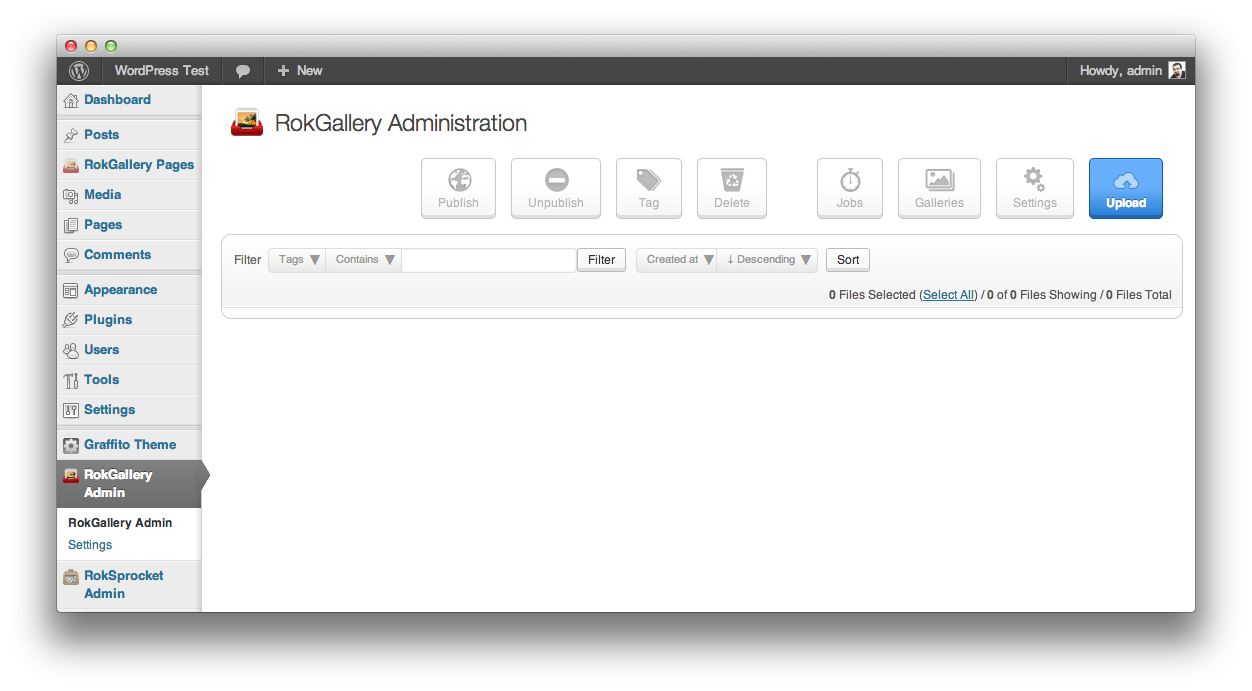 WordPress Test
New
Howdy, admin
Dashboard
Posts
RokGallery Pages
Media
Pages
Comments
Appearance
Plugins
Users
Tools
Settings
Graffito Theme
RokGallery
Admin
RokGallery Admin
Settings
RokSprocket
Admin
RokGallery Administration
Publish Unpublish Tag Delete Jobs Galleries Settings Upload
Filter Tags ▼ Contains ▼ Filter Created at ▼ ↓ Descending ▼ Sort
0 Files Selected (Select All) / 0 of 0 Files Showing / 0 Files Total